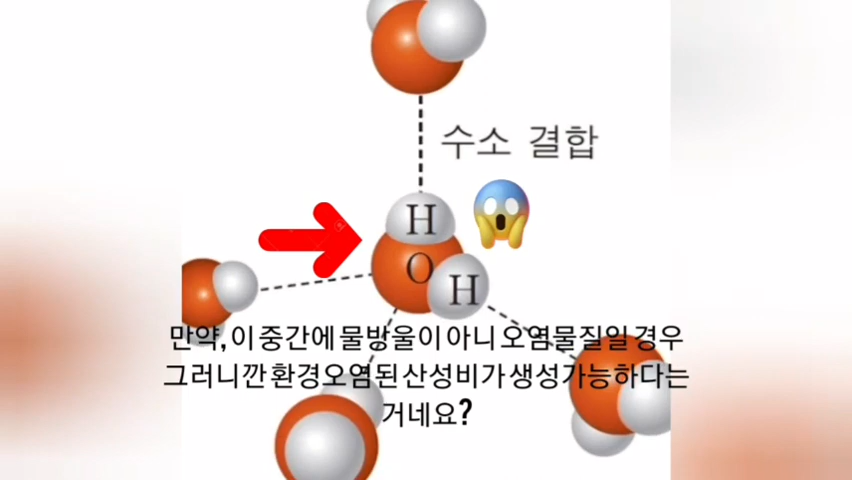 수소 결합
H
O
H
만약, 이 중간에 물방울이 아니 오염물질일 경우
그러니깐 환경오염된 산성비가 생성가능하다는
거네요?